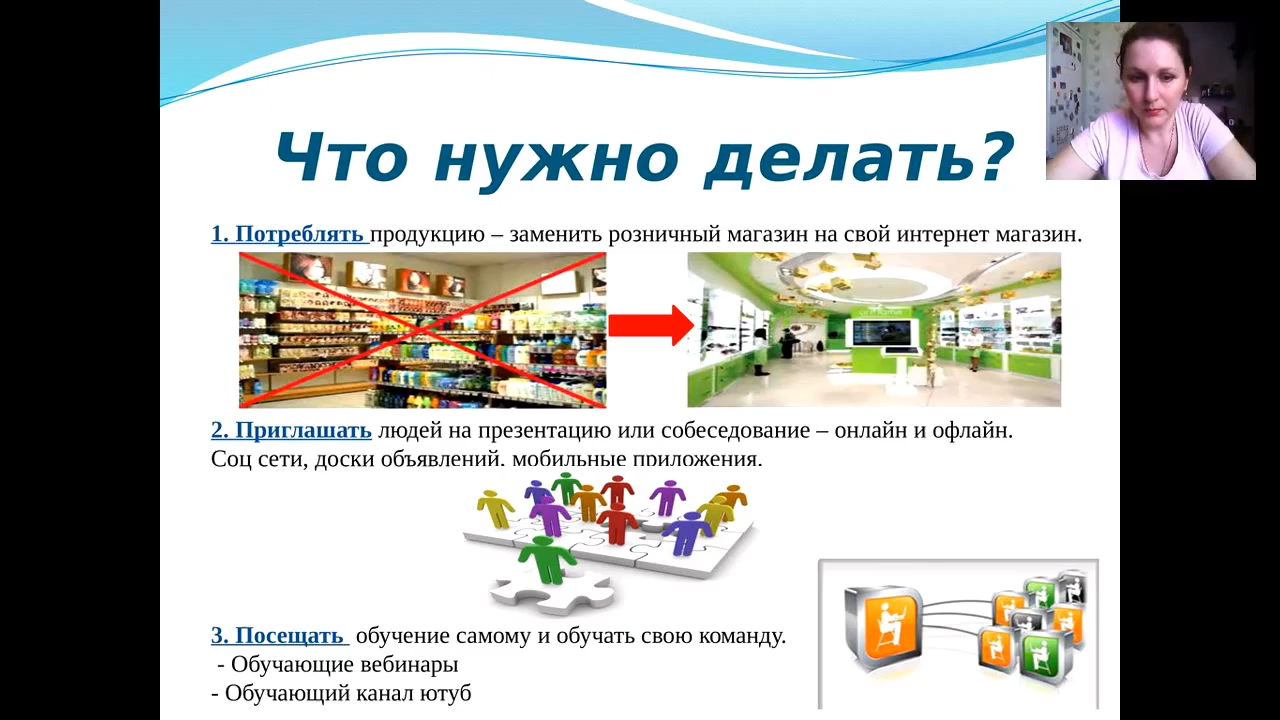 Что нужно делать?
1. Потреблять продукцию – заменить розничный магазин на свой интернет магазин.
2. Приглашать людей на презентацию или собеседование – онлайн и офлайн.
Соц сети, доски объявлений, мобильные приложения.
3. Посещать обучение самому и обучать свою команду.
- Обучающие вебинары
- Обучающий канал ютуб